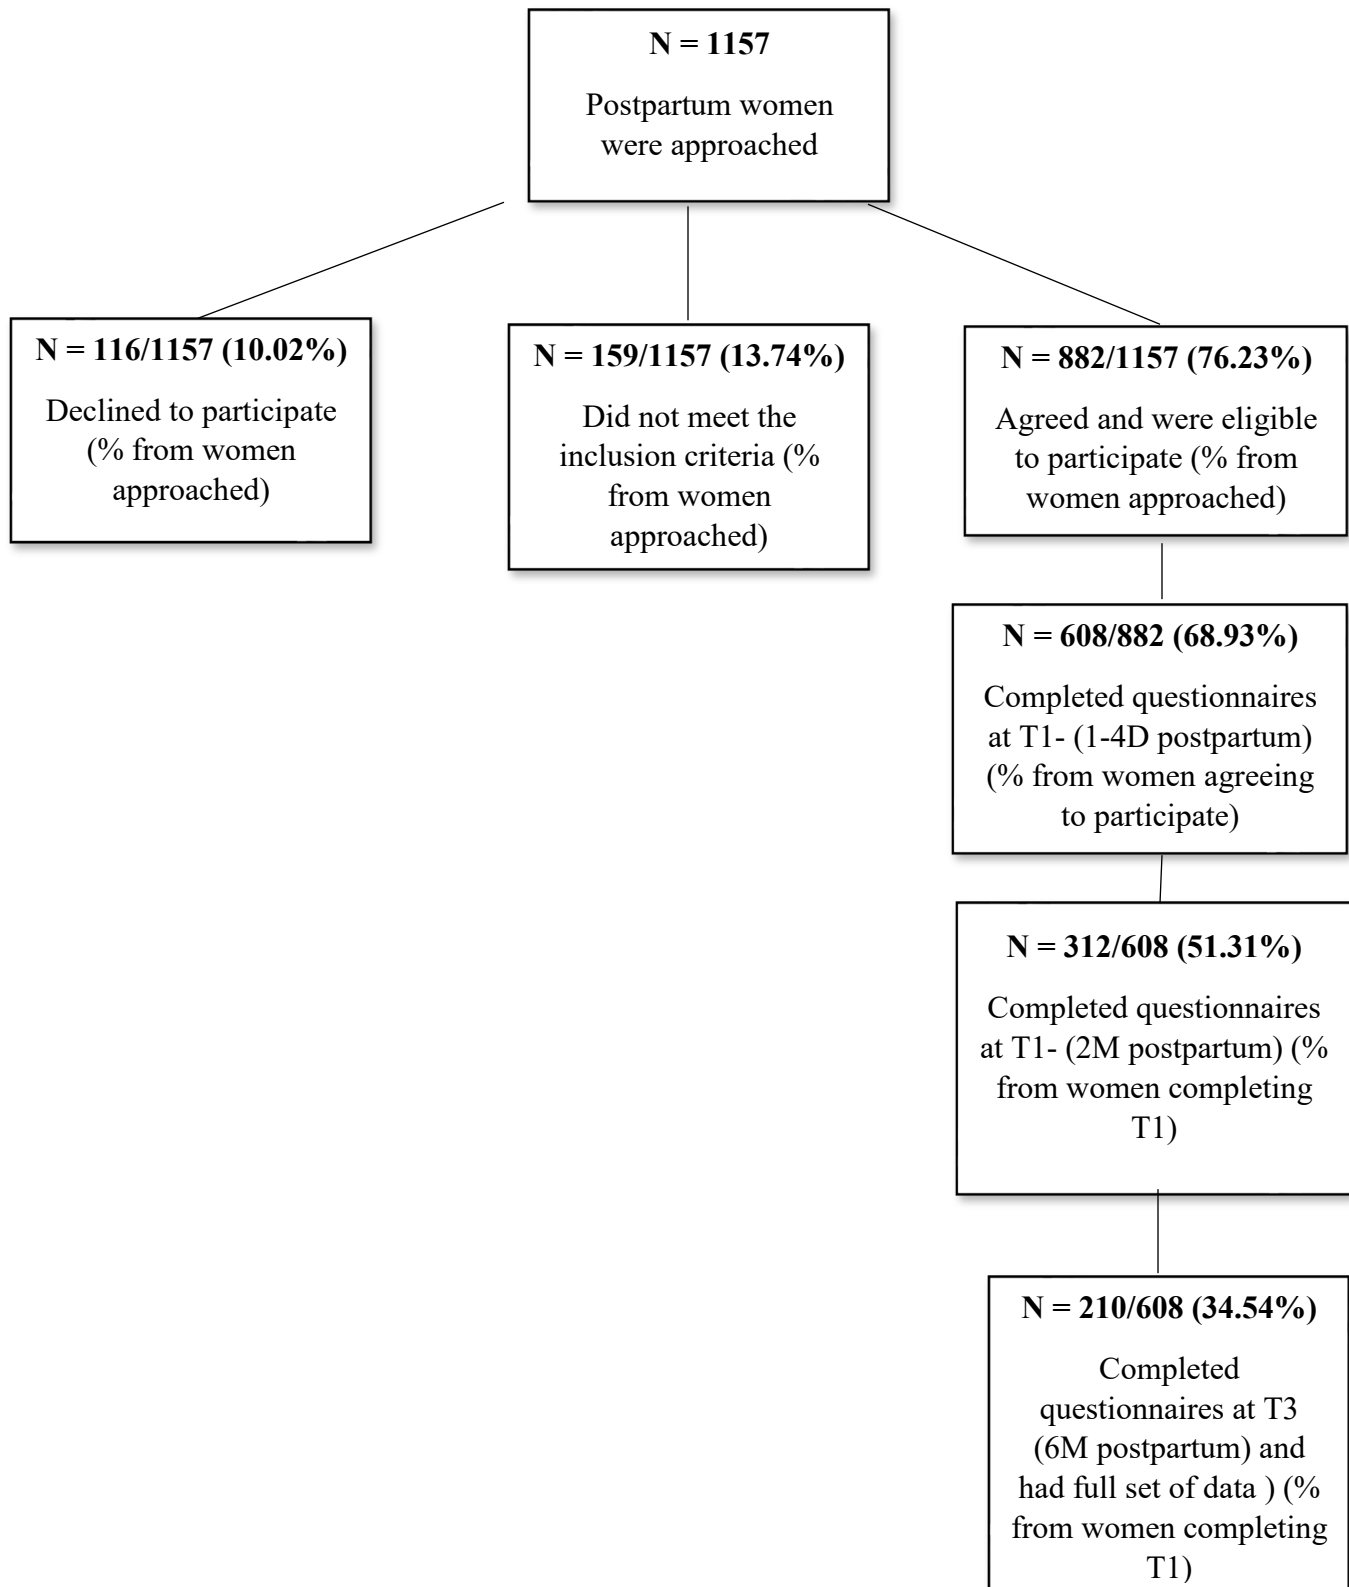 N = 1157
Postpartum women
were approached
N = 116/1157 (10.02%)
Declined to participate
(% from women
approached)
N = 159/1157 (13.74%)
Did not meet the
inclusion criteria (%
from women
approached)
N = 882/1157 (76.23%)
Agreed and were eligible
to participate (% from
women approached)
N = 608/882 (68.93%)
Completed questionnaires
at T1- (1-4D postpartum)
(% from women agreeing
to participate)
N = 312/608 (51.31%)
Completed questionnaires
at T1- (2M postpartum) (%
from women completing
T1)
N = 210/608 (34.54%)
Completed
questionnaires at T3
(6M postpartum) and
had full set of data ) (%
from women completing
T1)